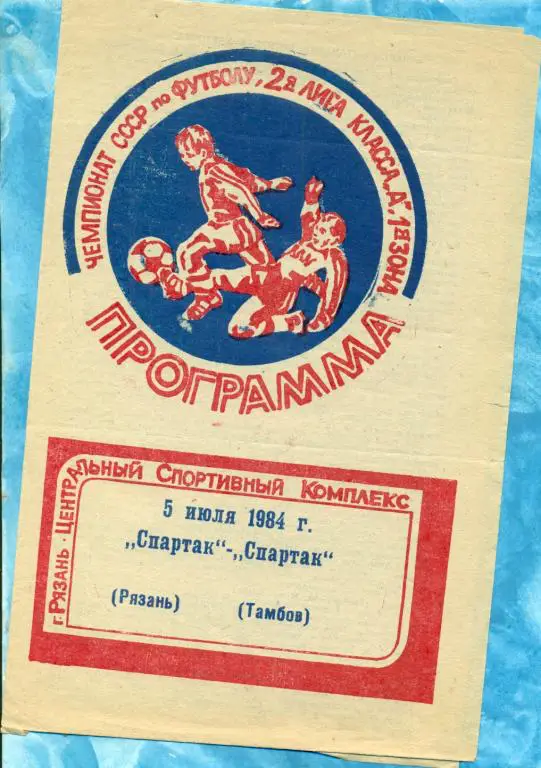 ЧЕМПИОНАТ СССР по ФУТБОЛУ, 2я ЛИГА КЛАССА „А", 1я ЗОНА
ПРОГРАММА
г. РЯЗАНЬ · ЦЕНТРАЛЬНЫЙ СПОРТИВНЫЙ КОМПЛЕКС
5 июля 1984 г.
„Спартак“-„Спартак“
(Рязань) (Тамбов)